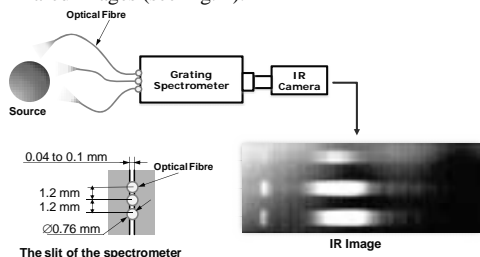 Optical Fibre
Grating
Spectrometer
IR
Camera
Source
0.04 to 0.1 mm
Optical Fibre
1.2 mm
1.2 mm
∅0.76 mm
The slit of the spectrometer
IR Image